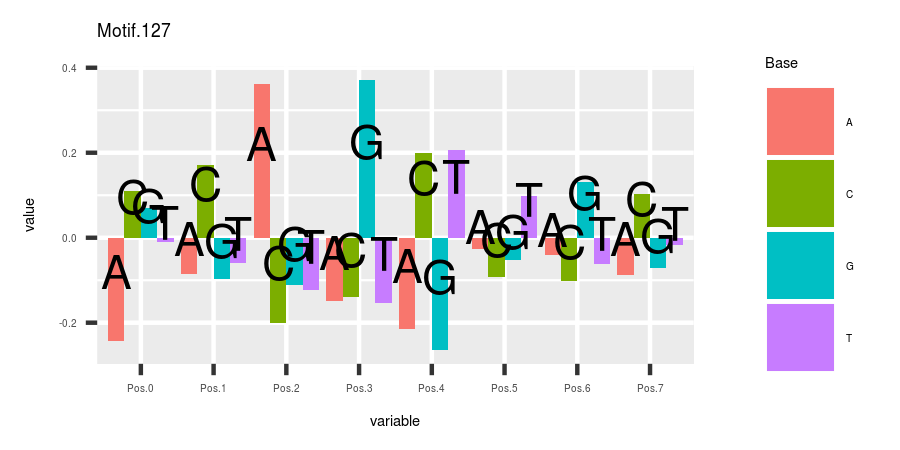 Motif.127
Base
0.4
A
0.2
C
value
0.0
G
-0.2
T
A C G T A C G T A C G T A C G T A C G T A C G T A C G T A C G T
Pos.0 Pos.1 Pos.2 Pos.3 Pos.4 Pos.5 Pos.6 Pos.7
variable